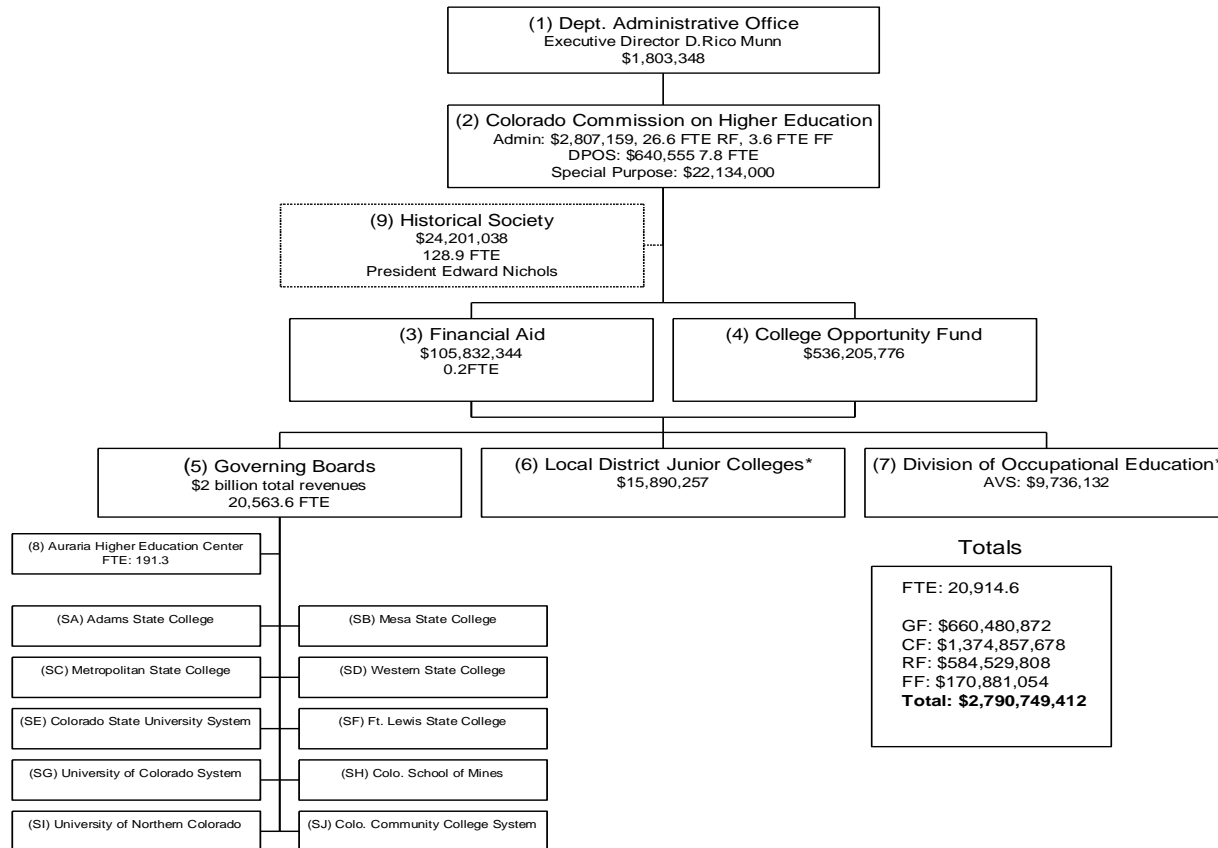 (1) Dept. Administrative Office
Executive Director D.Rico Munn
$1,803,348
(2) Colorado Commission on Higher Education
Admin: $2,807,159, 26.6 FTE RF, 3.6 FTE FF
DPOS: $640,555 7.8 FTE
Special Purpose: $22,134,000
(9) Historical Society
$24,201,038
128.9 FTE
President Edward Nichols
(3) Financial Aid
$105,832,344
0.2FTE
(4) College Opportunity Fund
$536,205,776
(5) Governing Boards
$2 billion total revenues
20,563.6 FTE
(6) Local District Junior Colleges*
$15,890,257
(7) Division of Occupational Education*
AVS: $9,736,132
(8) Auraria Higher Education Center
FTE: 191.3
(SA) Adams State College
(SB) Mesa State College
(SC) Metropolitan State College
(SD) Western State College
(SE) Colorado State University System
(SF) Ft. Lewis State College
(SG) University of Colorado System
(SH) Colo. School of Mines
(SI) University of Northern Colorado
(SJ) Colo. Community College System
Totals
FTE: 20,914.6
GF: $660,480,872
CF: $1,374,857,678
RF: $584,529,808
FF: $170,881,054
Total: $2,790,749,412